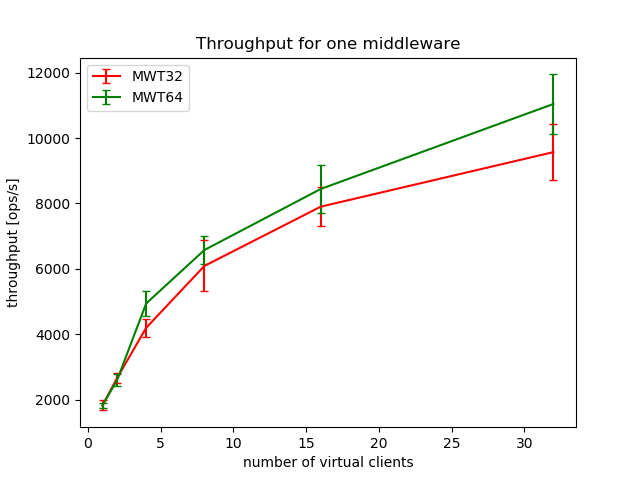 Throughput for one middleware
MWT32
MWT64
throughput [ops/s]
12000
10000
8000
6000
4000
2000
0 5 10 15 20 25 30
number of virtual clients